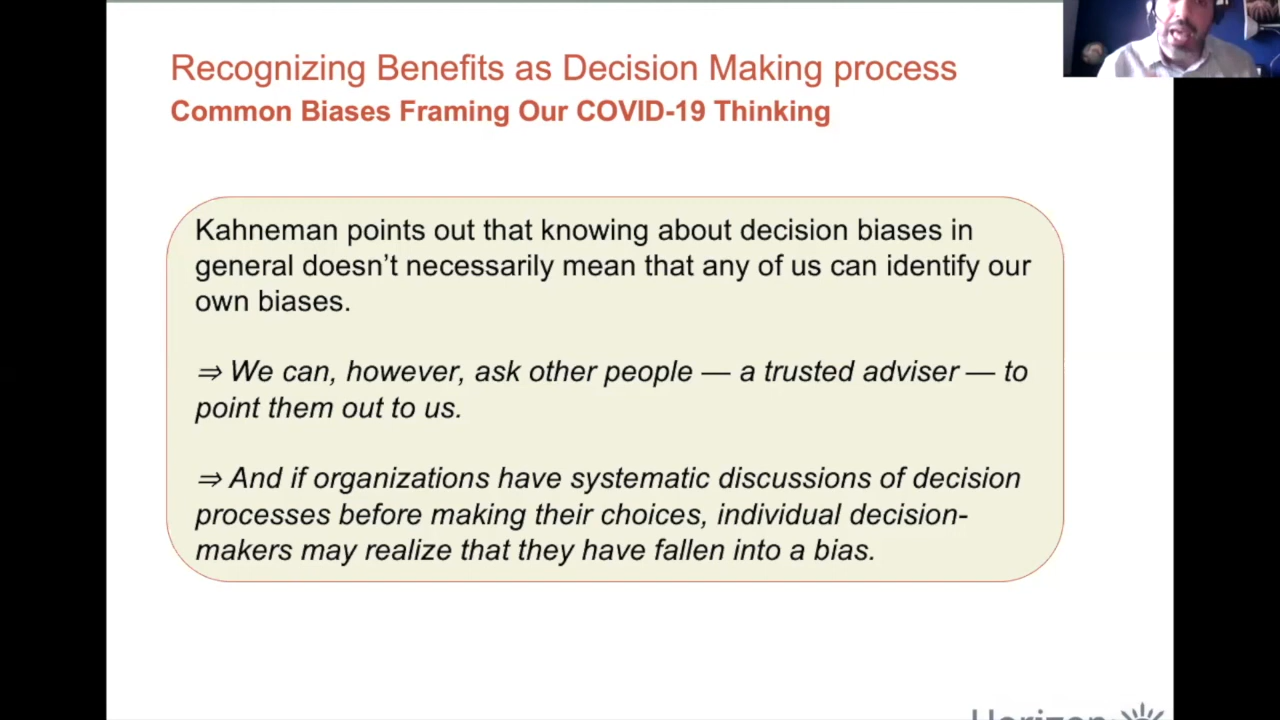 Recognizing Benefits as Decision Making process
Common Biases Framing Our COVID-19 Thinking
Kahneman points out that knowing about decision biases in
general doesn’t necessarily mean that any of us can identify our
own biases.
⇒ We can, however, ask other people — a trusted adviser — to
point them out to us.
⇒ And if organizations have systematic discussions of decision
processes before making their choices, individual decision-
makers may realize that they have fallen into a bias.